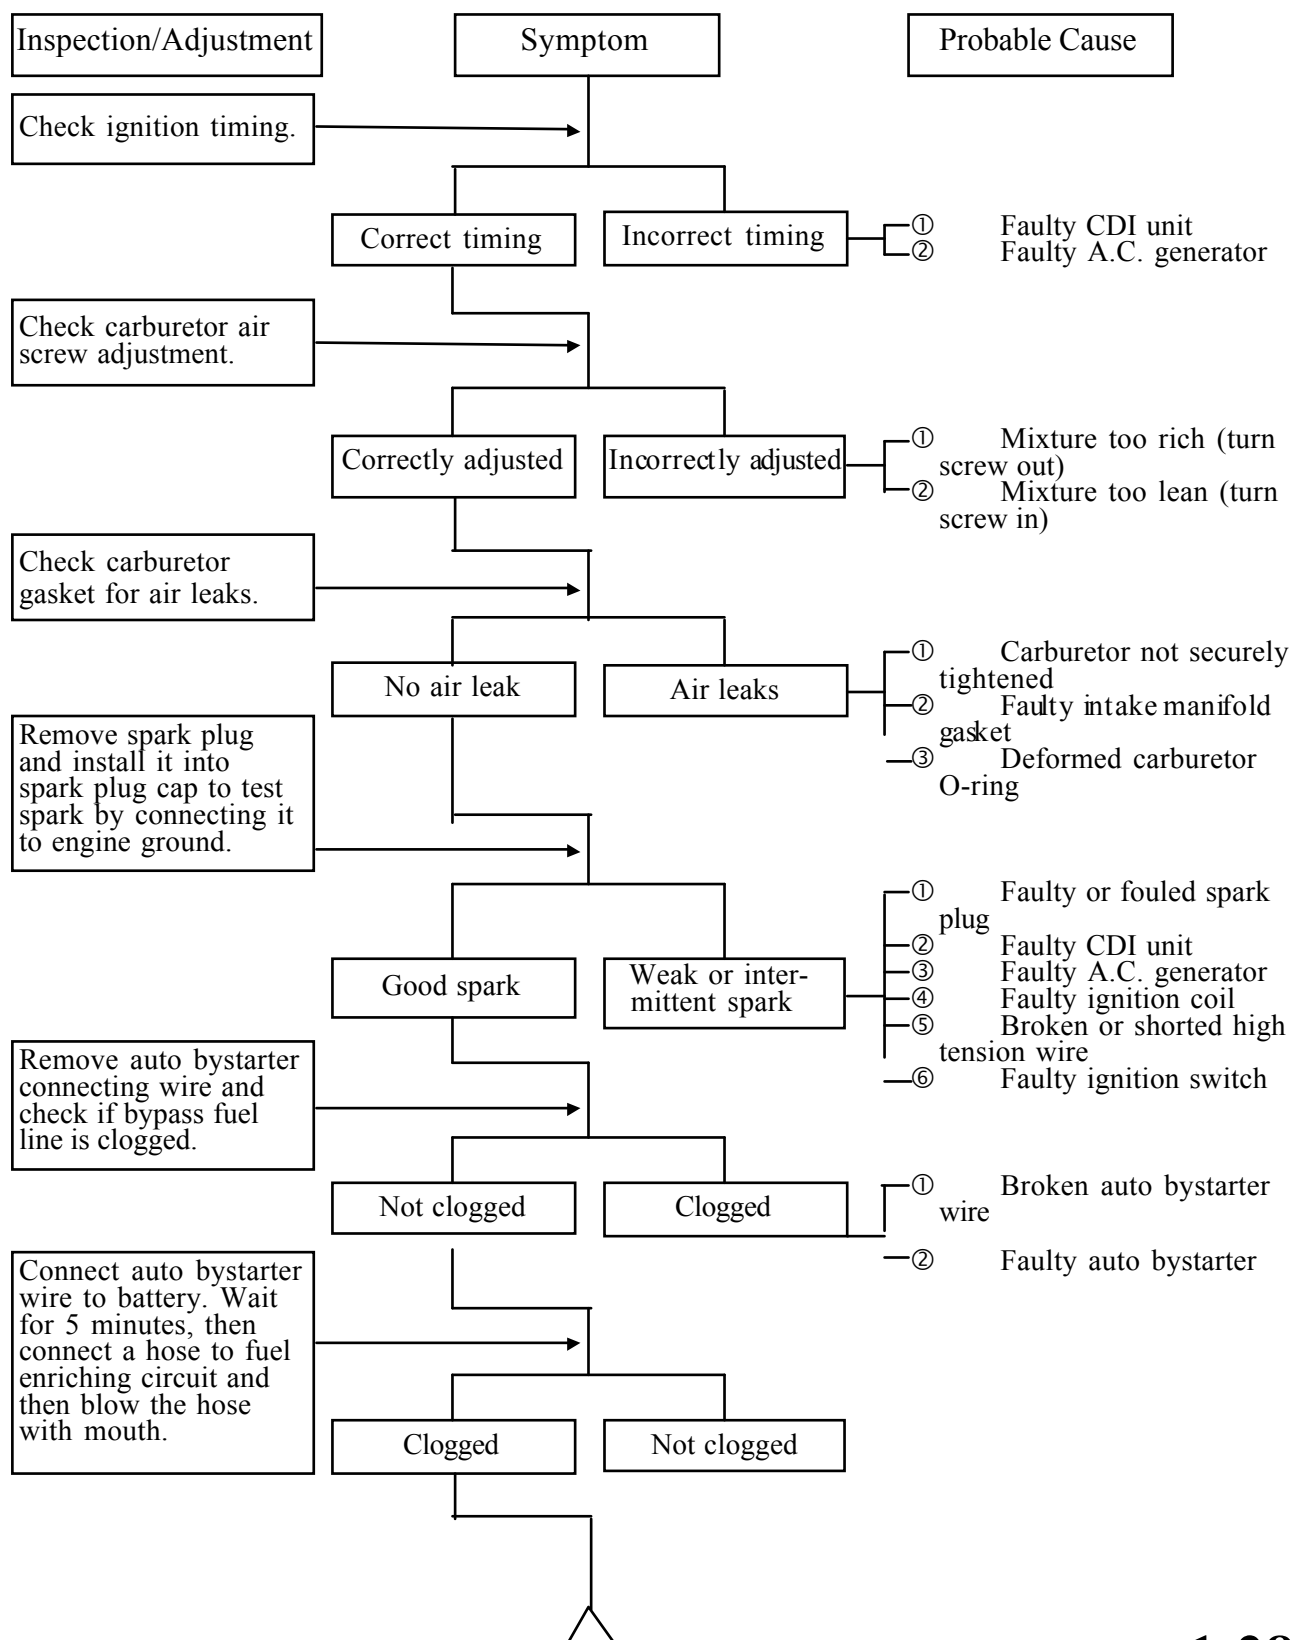 Inspection/Adjustment
Symptom
Probable Cause
Check ignition timing.
Correct timing
Incorrect timing
① Faulty CDI unit
② Faulty A.C. generator
Check carburetor air
screw adjustment.
Correctly adjusted
Incorrectly adjusted
① Mixture too rich (turn
screw out)
② Mixture too lean (turn
screw in)
Check carburetor
gasket for air leaks.
No air leak
Air leaks
① Carburetor not securely
tightened
② Faulty intake manifold
gasket
③ Deformed carburetor
O-ring
Remove spark plug
and install it into
spark plug cap to test
spark by connecting it
to engine ground.
Good spark
Weak or inter-
mittent spark
① Faulty or fouled spark
plug
② Faulty CDI unit
③ Faulty A.C. generator
④ Faulty ignition coil
⑤ Broken or shorted high
tension wire
⑥ Faulty ignition switch
Remove auto bystarter
connecting wire and
check if bypass fuel
line is clogged.
Not clogged
Clogged
① Broken auto bystarter
wire
② Faulty auto bystarter
Connect auto bystarter
wire to battery. Wait
for 5 minutes, then
connect a hose to fuel
enriching circuit and
then blow the hose
with mouth.
Clogged
Not clogged